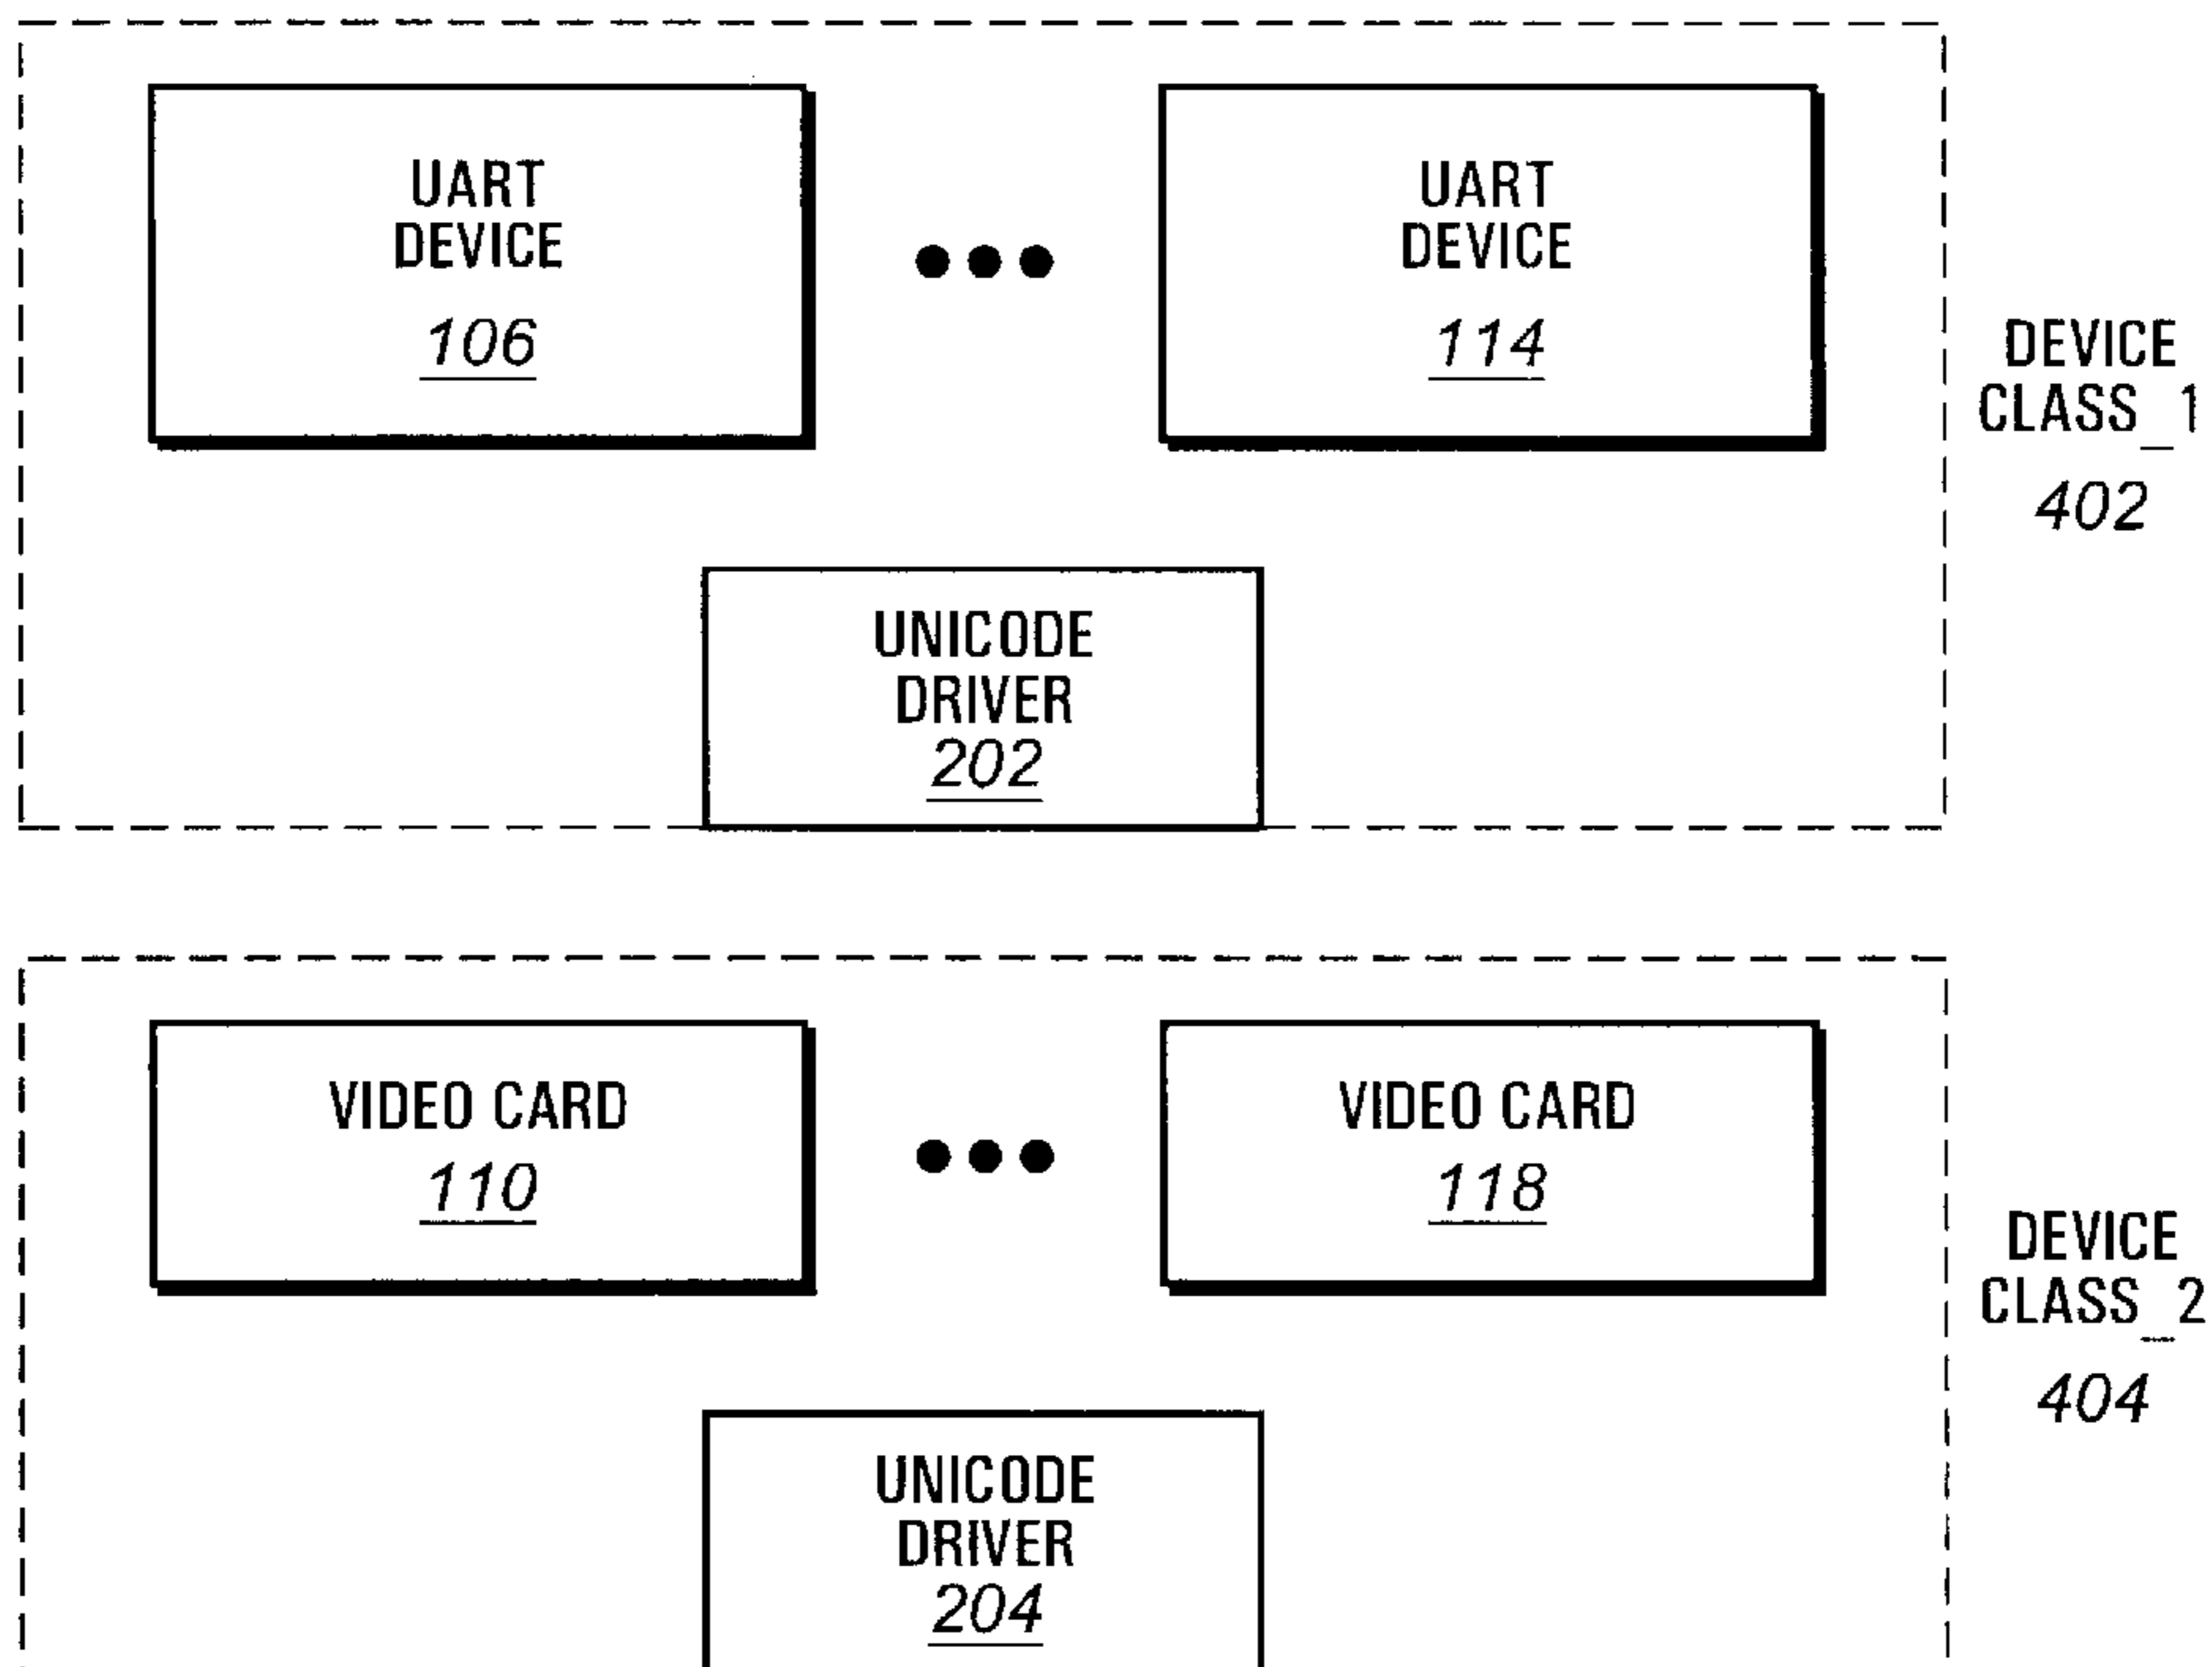 UART
DEVICE
106
UART
DEVICE
114
DEVICE
CLASS_1
402
UNICODE
DRIVER
202
VIDEO CARD
110
VIDEO CARD
118
DEVICE
CLASS_2
404
UNICODE
DRIVER
204